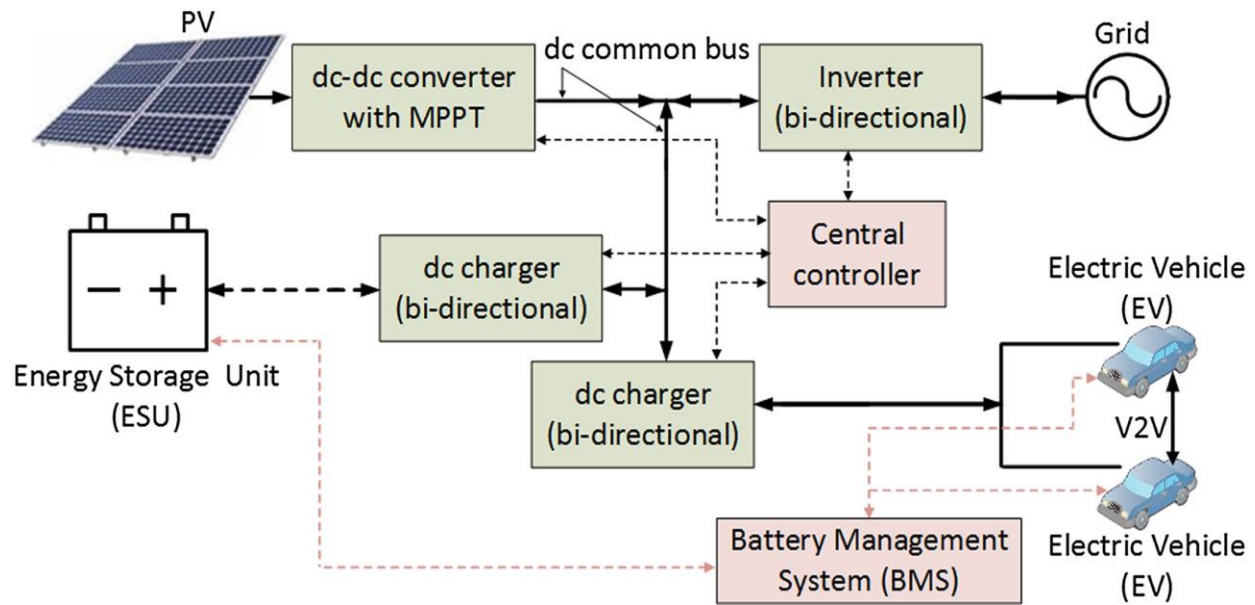 PV
dc common bus
Grid
dc-dc converter
with MPPT
Inverter
(bi-directional)
Central
controller
dc charger
(bi-directional)
Energy Storage Unit
(ESU)
dc charger
(bi-directional)
Electric Vehicle
(EV)
V2V
Electric Vehicle
(EV)
Battery Management
System (BMS)